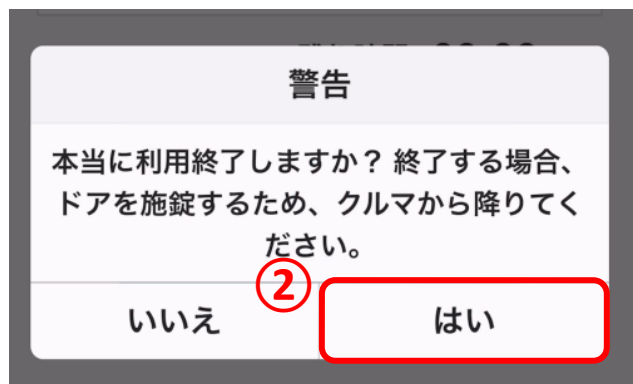 警告
本当に利用終了しますか？ 終了する場合、
ドアを施錠するため、クルマから降りてく
ださい。
②
いいえ
はい